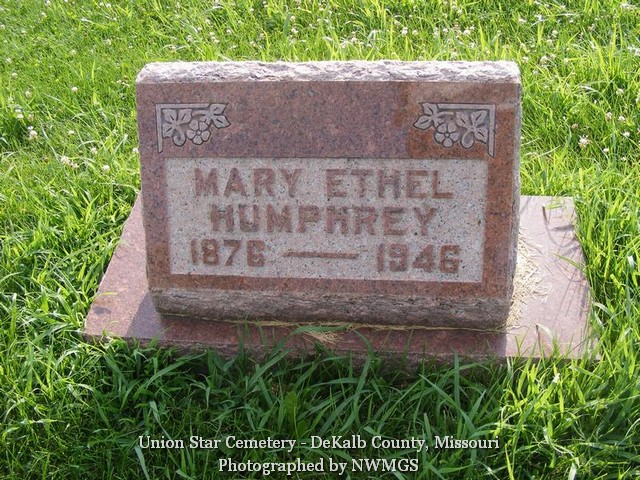 MARY ETHEL
HUMPHREY
1876 — 1946
Union Star Cemetery - DeKalb County, Missouri
Photographed by NWMGS